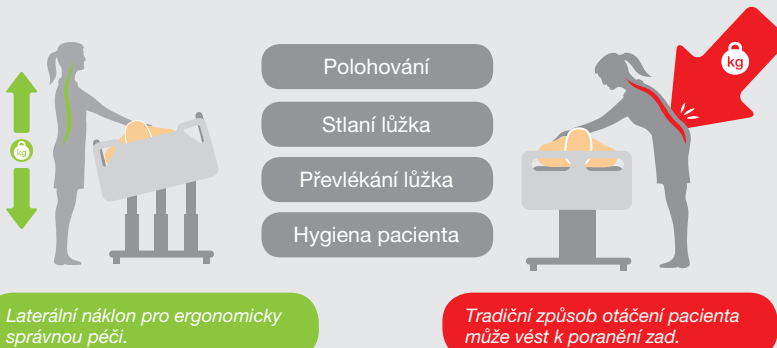 kg
Polohování
Stlaní lůžka
Převlékání lůžka
Hygiena pacienta
kg
Laterální náklon pro ergonomicky
správnou péči.
Tradiční způsob otáčení pacienta
může vést k poranění zad.